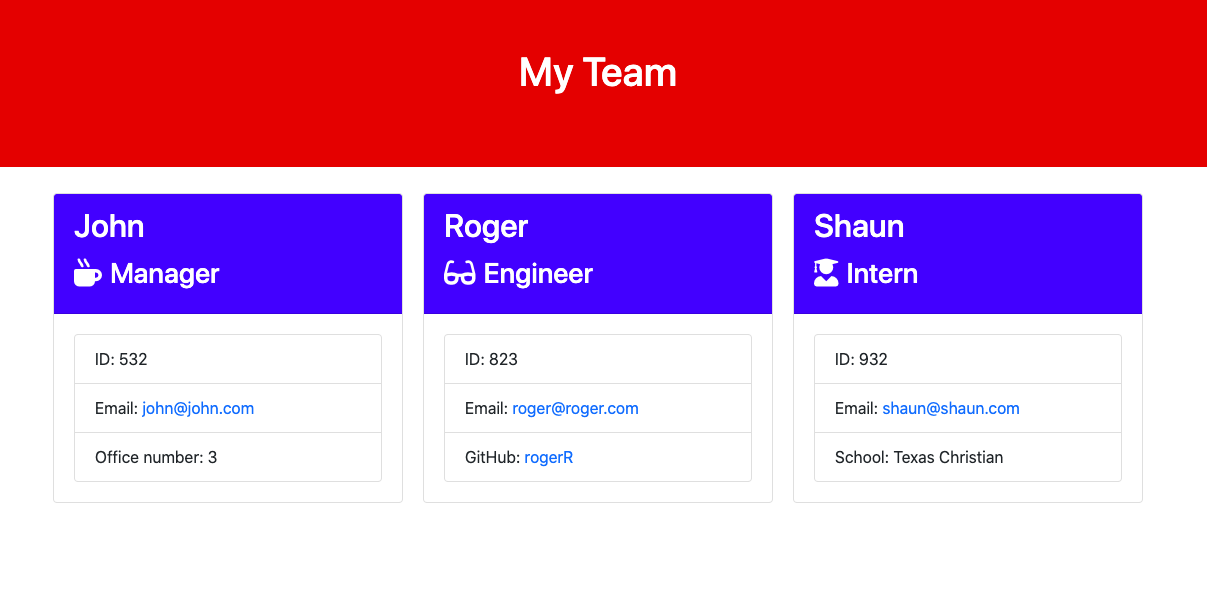 My Team
John
Manager
ID: 532
Email: john@john.com
Office number: 3
Roger
Engineer
ID: 823
Email: roger@roger.com
GitHub: rogerR
Shaun
Intern
ID: 932
Email: shaun@shaun.com
School: Texas Christian